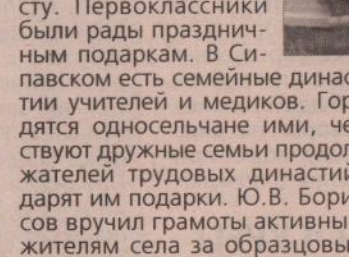 сту. Первоклассники
были рады празднич-
ным подаркам. В Си-
павском есть семейные динас
тии учителей и медиков. Гор
дятся односельчане ими, че
ствуют дружные семьи продол
жателей трудовых династий
дарят им подарки. Ю.В. Бори
сов вручил грамоты активны
жителям села за образцовы